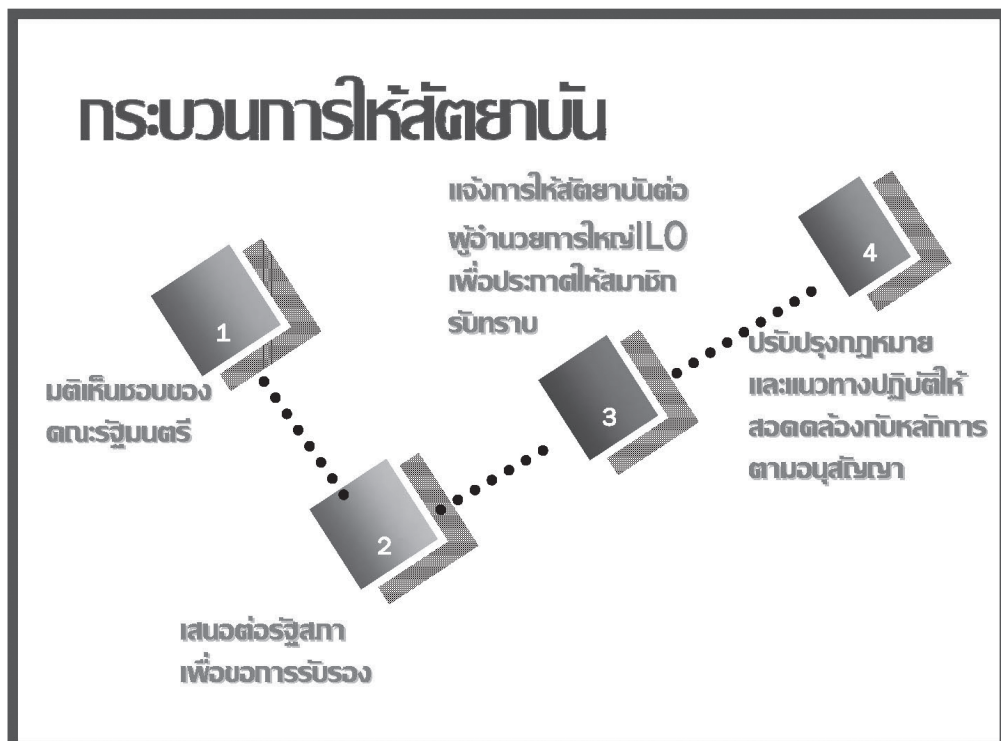 กระบวนการให้สัตยาบัน
1
มติเห็นชอบของ
คณะรัฐมนตรี
2
เสนอต่อรัฐสภา
เพื่อขอการรับรอง
แจ้งการให้สัตยาบันต่อ
ผู้อำนวยการใหญ่ILO
เพื่อประกาศให้สมาชิก
รับทราบ
3
4
ปรับปรุงกฎหมาย
และแนวทางปฏิบัติให้
สอดคล้องกับหลักการ
ตามอนุสัญญา